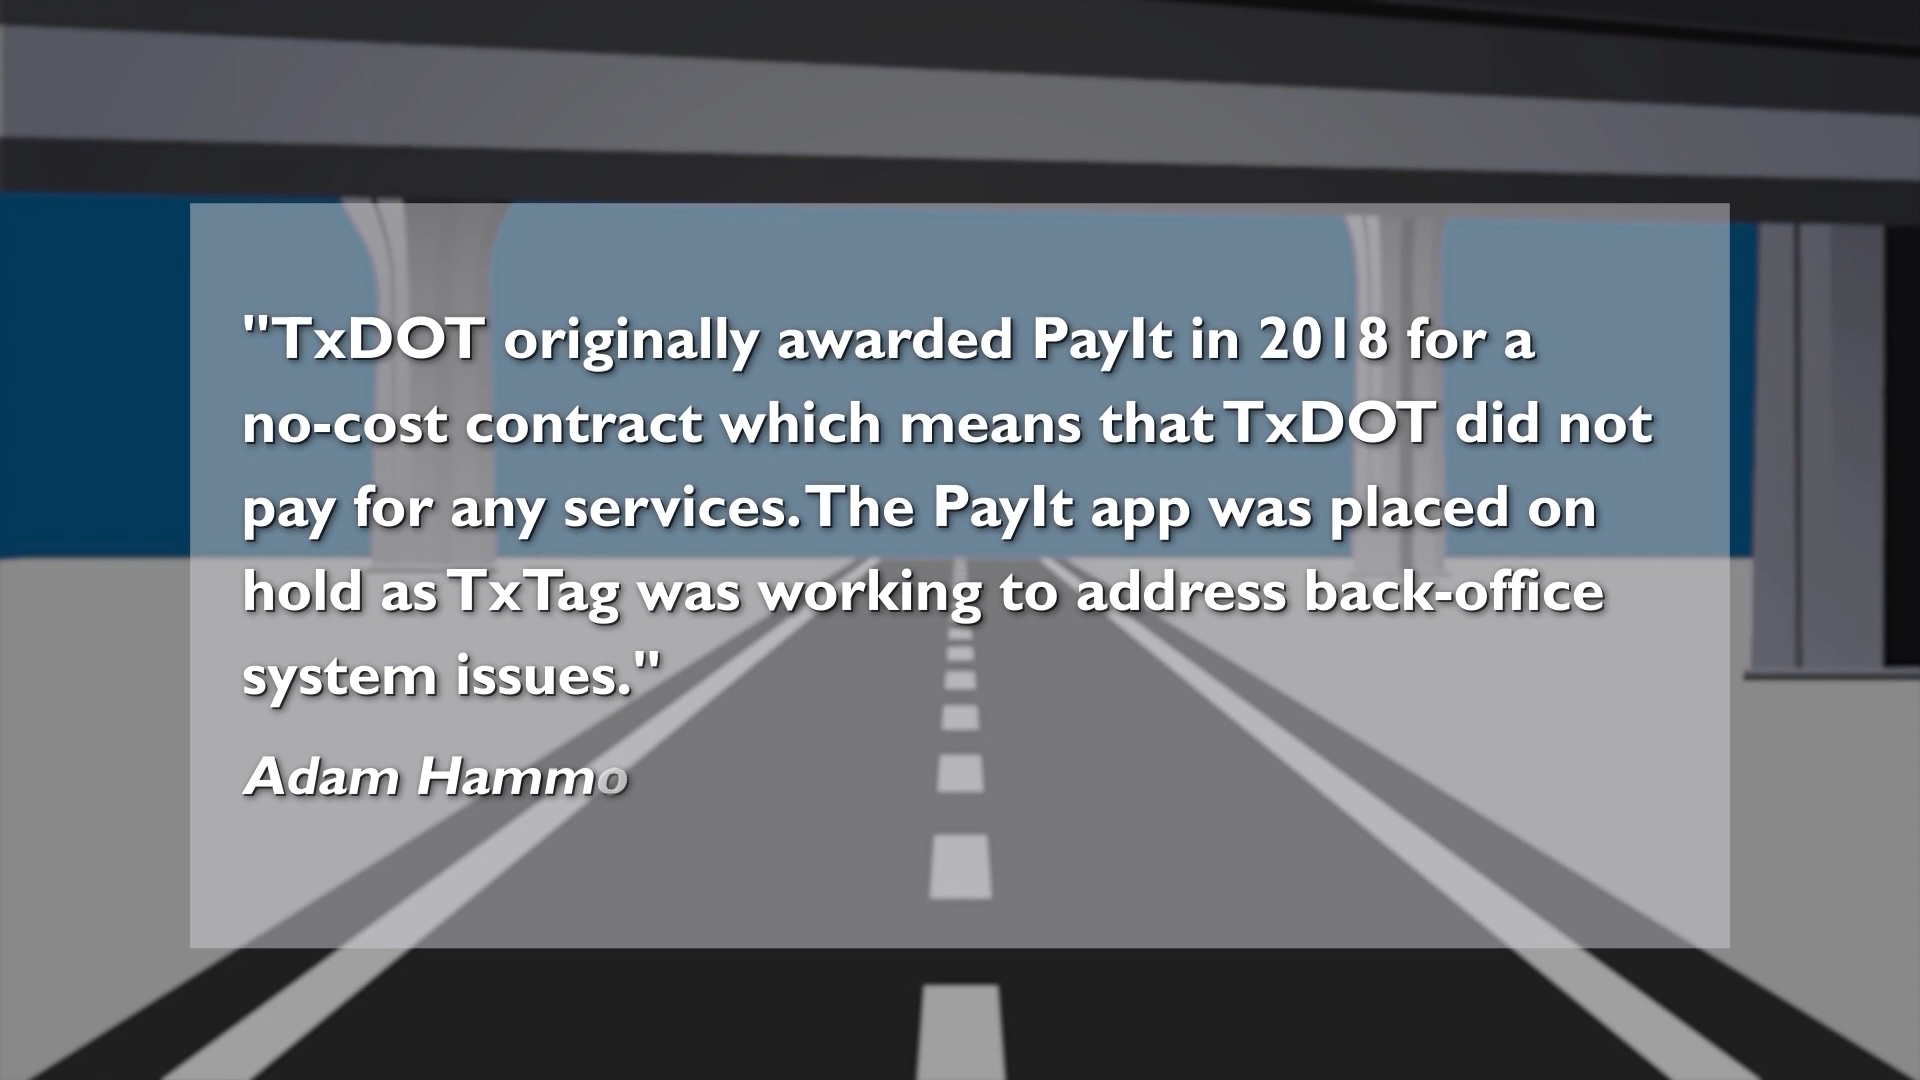 "TxDOT originally awarded PayIt in 2018 for a
no-cost contract which means that TxDOT did not
pay for any services. The PayIt app was placed on
hold as TxTag was working to address back-office
system issues."
Adam Hammo